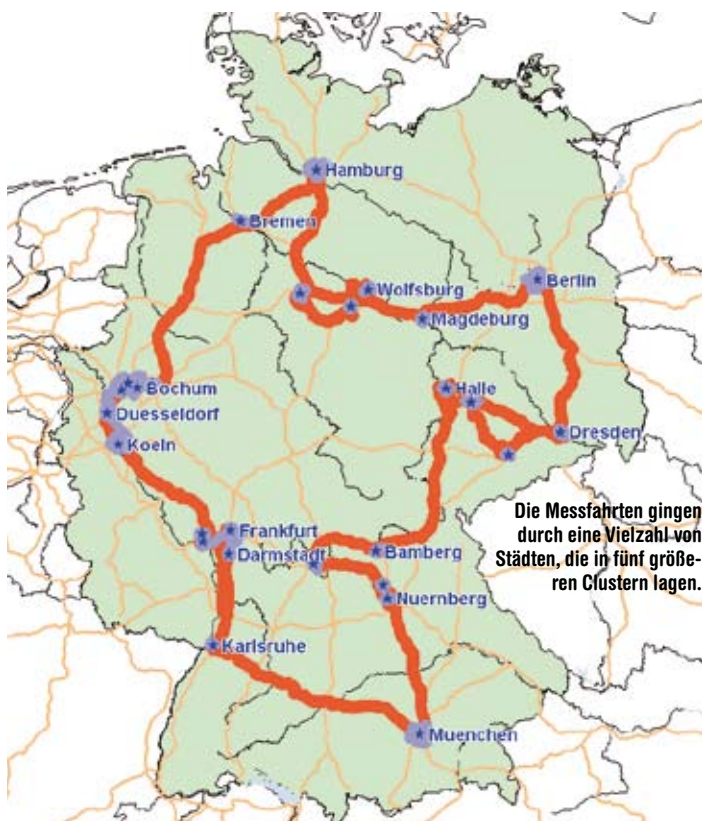 Hamburg
Bremen
Wolfsburg
Berlin
Magdeburg
Bochum
Halle
Duesseldorf
Dresden
Koeln
Die Messfahrten gingen
durch eine Vielzahl von
Städten, die in fünf größe-
ren Clustern lagen.
Frankfurt
Darmstadt
Bamberg
Nuernberg
Karlsruhe
Muenchen